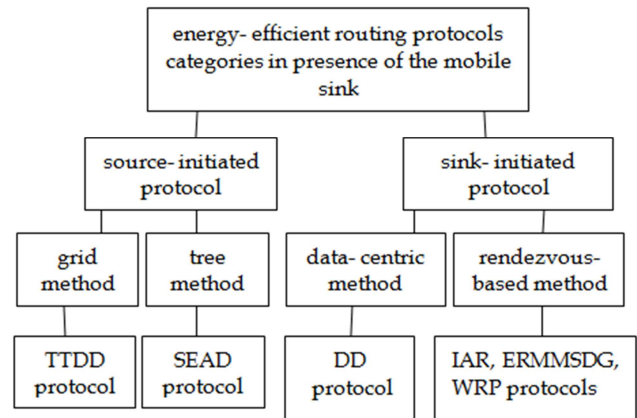 energy- efficient routing protocols
categories in presence of the mobile
sink
source- initiated
protocol
sink- initiated
protocol
grid
method
tree
method
data- centric
method
rendezvous-
based method
TTDD
protocol
SEAD
protocol
DD
protocol
IAR, ERMMSDG,
WRP protocols